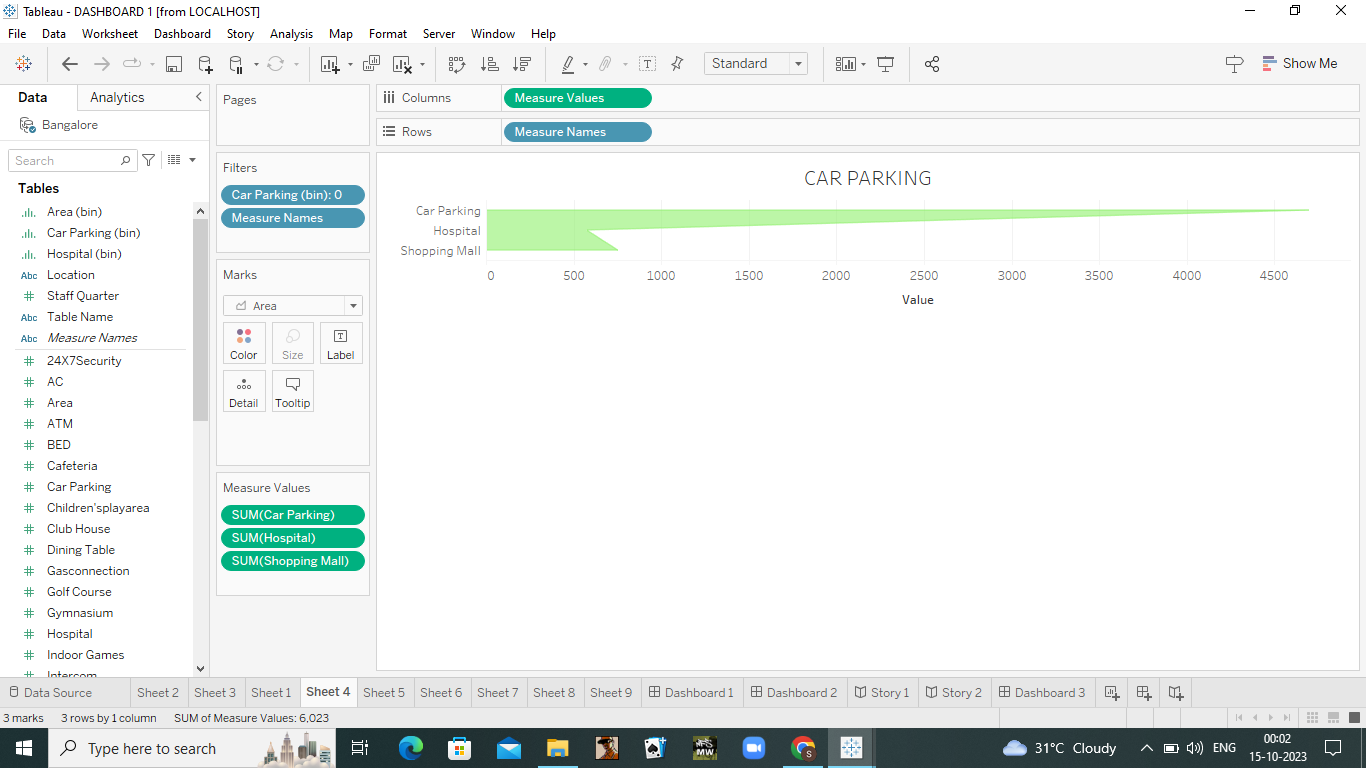 Tableau - DASHBOARD 1 [from LOCALHOST]
File Data Worksheet Dashboard Story Analysis Map Format Server Window Help
Standard
Show Me
Data Analytics
Bangalore
Search
Tables
Area (bin)
Car Parking (bin)
Hospital (bin)
Abc Location
Staff Quarter
Abc Table Name
Abc Measure Names
24X7Security
AC
Area
ATM
BED
Cafeteria
Car Parking
Children'splayarea
Club House
Dining Table
Gasconnection
Golf Course
Gymnasium
Hospital
Indoor Games
Intercom
Pages
Filters
Car Parking (bin): 0
Measure Names
Marks
Area
Color Size Label
Detail Tooltip
Measure Values
SUM(Car Parking)
SUM(Hospital)
SUM(Shopping Mall)
Columns Measure Values
Rows Measure Names
CAR PARKING
Car Parking
Hospital
Shopping Mall
0 500 1000 1500 2000 2500 3000 3500 4000 4500
Value
Data Source Sheet 2 Sheet 3 Sheet 1 Sheet 4 Sheet 5 Sheet 6 Sheet 7 Sheet 8 Sheet 9 Dashboard 1 Dashboard 2 Story 1 Story 2 Dashboard 3
3 marks 3 rows by 1 column SUM of Measure Values: 6,023
Type here to search
MW
S
31°C Cloudy
ENG
00:02
15-10-2023